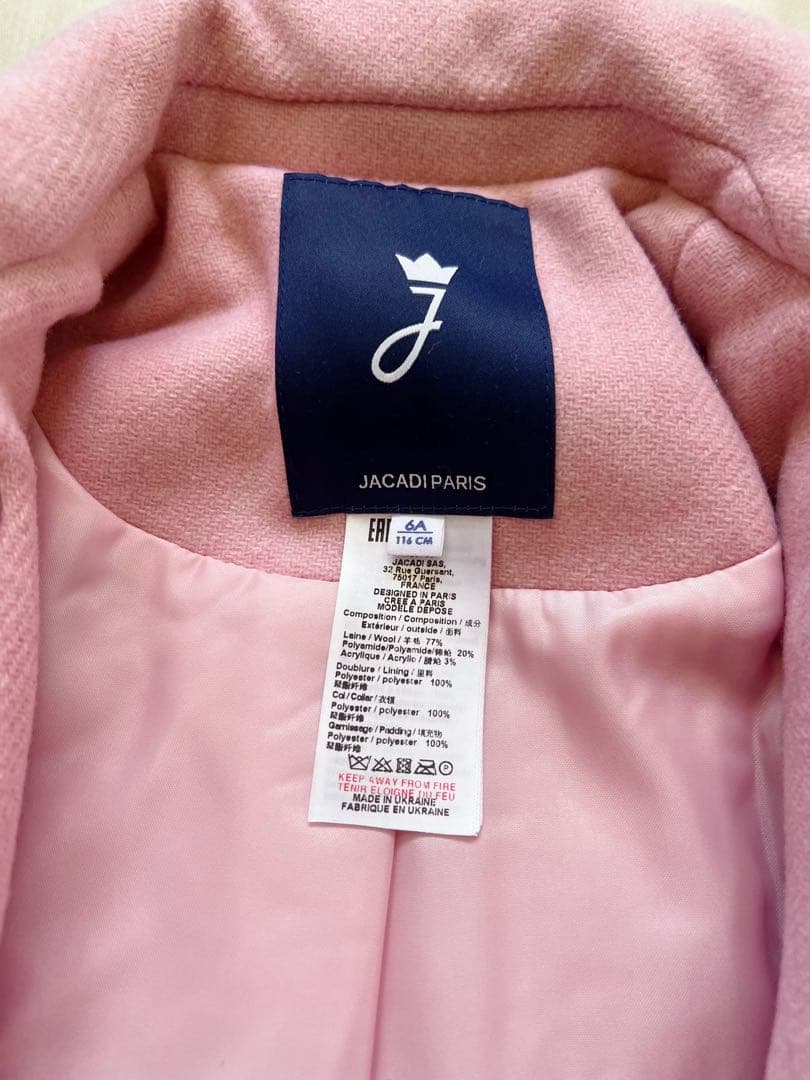 J
JACADI PARIS
EAC
6A
116 CM
JACADI SAS,
32 Rue Guersant,
75017 Paris,
FRANCE
DESIGNED IN PARIS
CREE A PARIS
MODELE DEPOSE
Composition / Composition / 成分
Extérieur / outside / 面料
Laine / Wool / 羊毛 77%
Polyamide/Polyamide/锦纶 20%
Acrylique / Acrylic / 腈纶 3%
Doublure / Lining / 里料
Polyester / polyester 100%
聚酯纤维
Col / Collar / 衣领
Polyester / polyester 100%
聚酯纤维
Garnissage / Padding / 填充物
Polyester / polyester 100%
聚酯纤维
P
KEEP AWAY FROM FIRE
TENIR ELOIGNE DU FEU
MADE IN UKRAINE
FABRIQUE EN UKRAINE